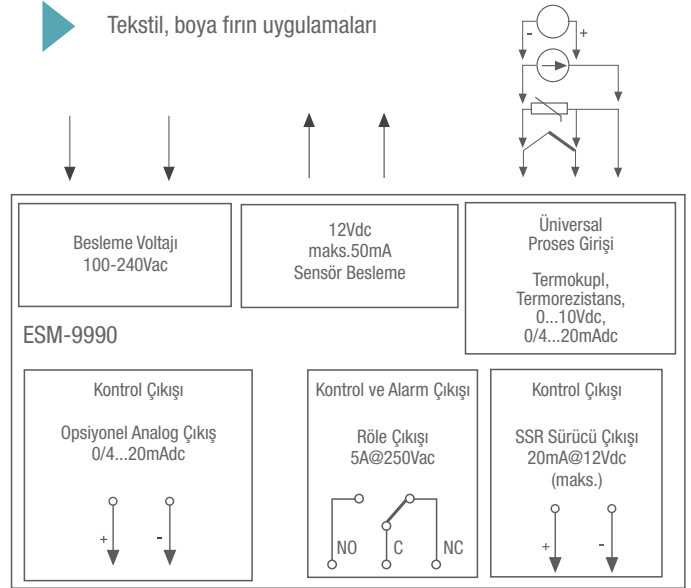 Tekstil, boya fırın uygulamaları
- +
Besleme Voltajı
100-240Vac
12Vdc
maks.50mA
Sensör Besleme
Üniversal
Proses Girişi
Termokupl,
Termorezistans,
0...10Vdc,
0/4...20mAdc
ESM-9990
Kontrol Çıkışı
Opsiyonel Analog Çıkış
0/4...20mAdc
+ -
Kontrol ve Alarm Çıkışı
Röle Çıkışı
5A@250Vac
NO C NC
Kontrol Çıkışı
SSR Sürücü Çıkışı
20mA@12Vdc
(maks.)
+ -